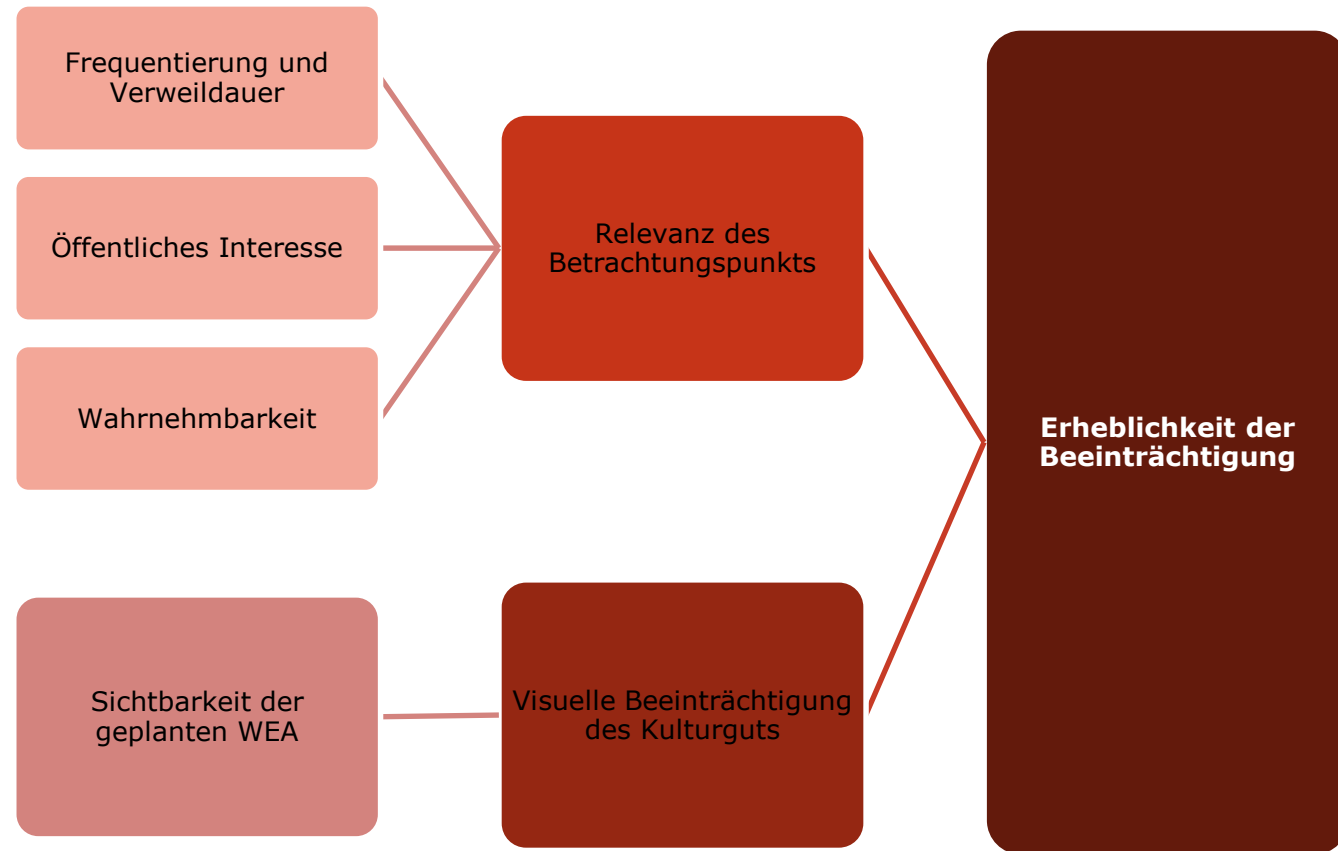 Frequentierung und
Verweildauer
Öffentliches Interesse
Wahrnehmbarkeit
Relevanz des
Betrachtungspunkts
Sichtbarkeit der
geplanten WEA
Visuelle Beeinträchtigung
des Kulturguts
Erheblichkeit der
Beeinträchtigung